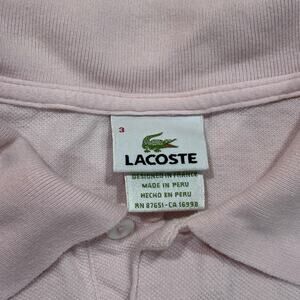 3
LACOSTE
DESIGNED IN FRANCE
MADE IN PERU
HECHO EN PERU
RN 87651-CA 16998